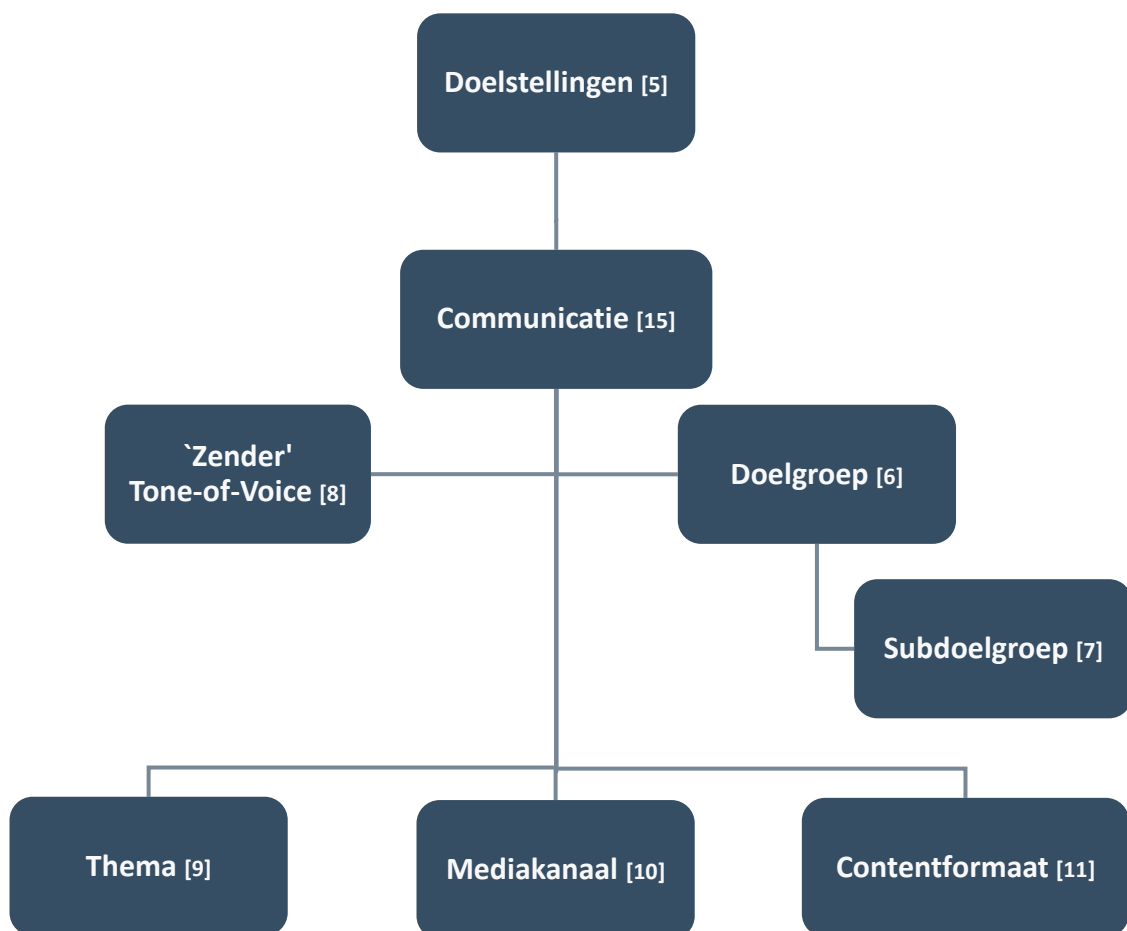 Doelstellingen [5]
Communicatie [15]
`Zender'
Tone-of-Voice [8]
Doelgroep [6]
Subdoelgroep [7]
Thema [9]
Mediakanaal [10]
Contentformaat [11]